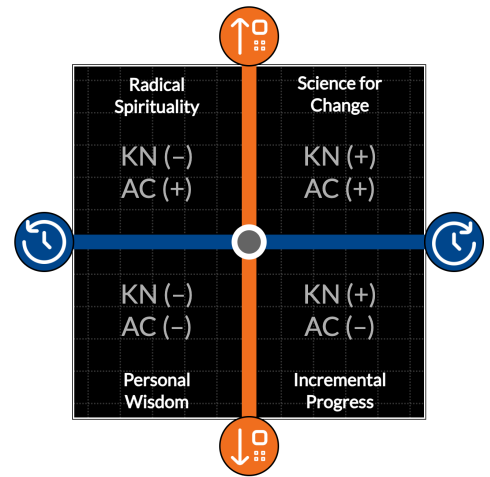 Radical
Spirituality
Science for
Change
KN (–)
AC (+)
KN (+)
AC (+)
KN (–)
AC (–)
KN (+)
AC (–)
Personal
Wisdom
Incremental
Progress